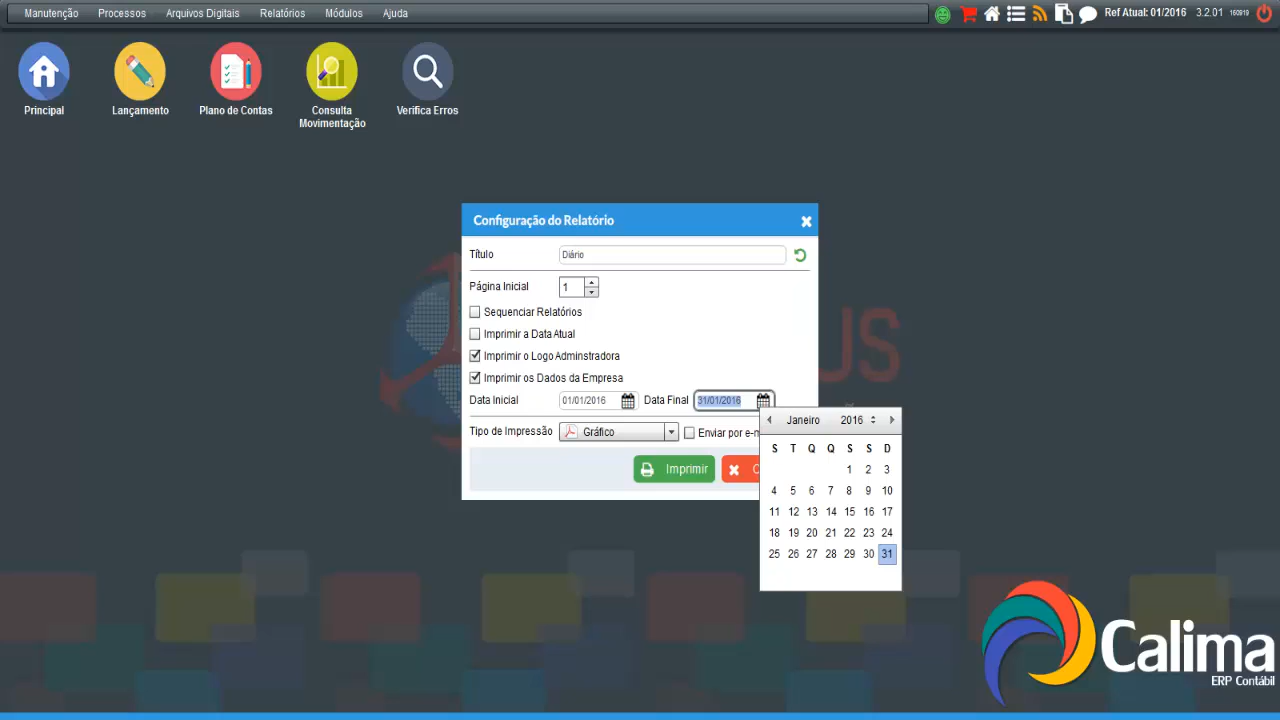 Manutenção Processos Arquivos Digitais Relatórios Módulos Ajuda Ref Atual: 01/2016 3.2.01 160919
Principal Lançamento Plano de Contas Consulta Movimentação Verifica Erros
Configuração do Relatório
Título Diário
Página Inicial 1
Sequenciar Relatórios
Imprimir a Data Atual
Imprimir o Logo Adminstradora
Imprimir os Dados da Empresa
Data Inicial 01/01/2016 Data Final 31/01/2016
Tipo de Impressão Gráfico Enviar por e-m
Imprimir C
Janeiro 2016
S T Q Q S S D
1 2 3
4 5 6 7 8 9 10
11 12 13 14 15 16 17
18 19 20 21 22 23 24
25 26 27 28 29 30 31
US
Calima
ERP Contábil